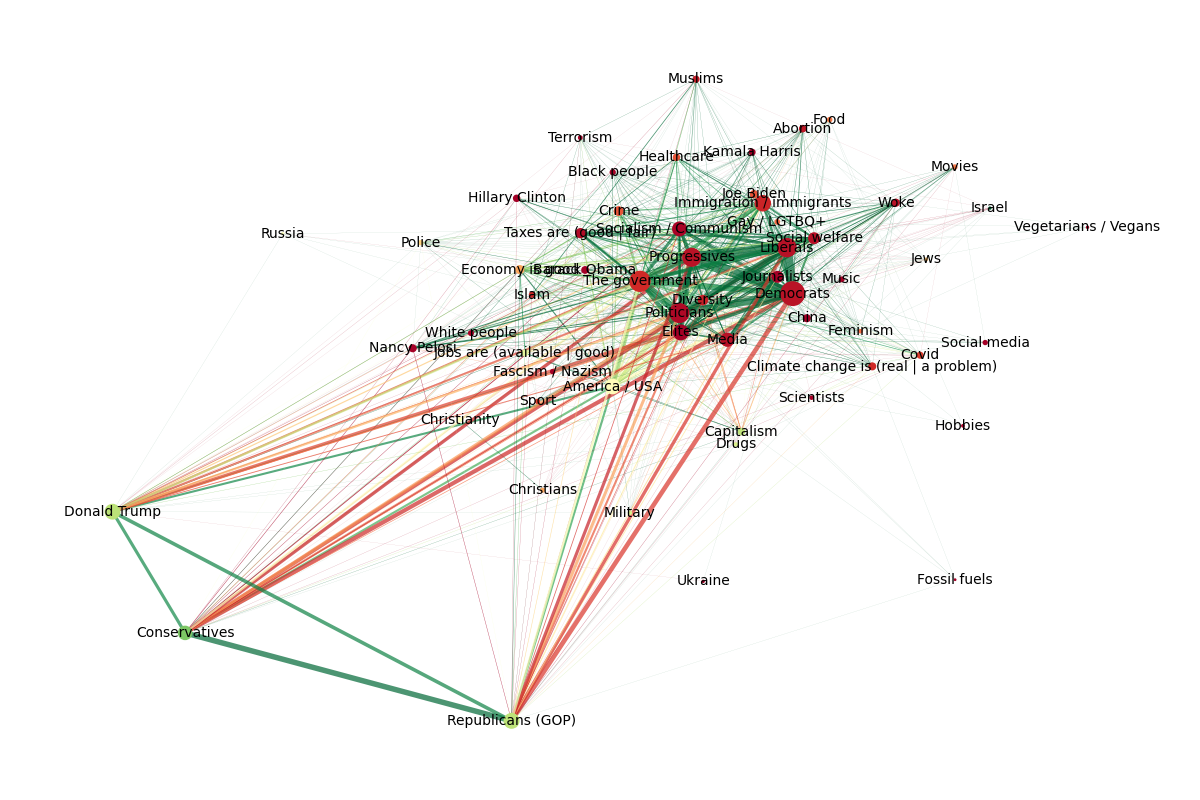 Muslims
Food
Abortion
Terrorism
Kamala Harris
Healthcare
Movies
Black people
Joe Biden
Hillary Clinton
Immigration / immigrants
Woke
Israel
Crime
Gay / LGTBQ+
Vegetarians / Vegans
Socialism / Communism
Taxes are (good | fair)
Russia
Social welfare
Police
Liberals
Progressives
Jews
Economy is good
Barack Obama
Journalists
Music
The government
Islam
Democrats
Diversity
Politicians
China
White people
Elites
Feminism
Media
Social media
Nancy Pelosi
Jobs are (available | good)
Covid
Climate change is (real | a problem)
Fascism / Nazism
America / USA
Scientists
Sport
Christianity
Hobbies
Capitalism
Drugs
Christians
Donald Trump
Military
Ukraine
Fossil fuels
Conservatives
Republicans (GOP)